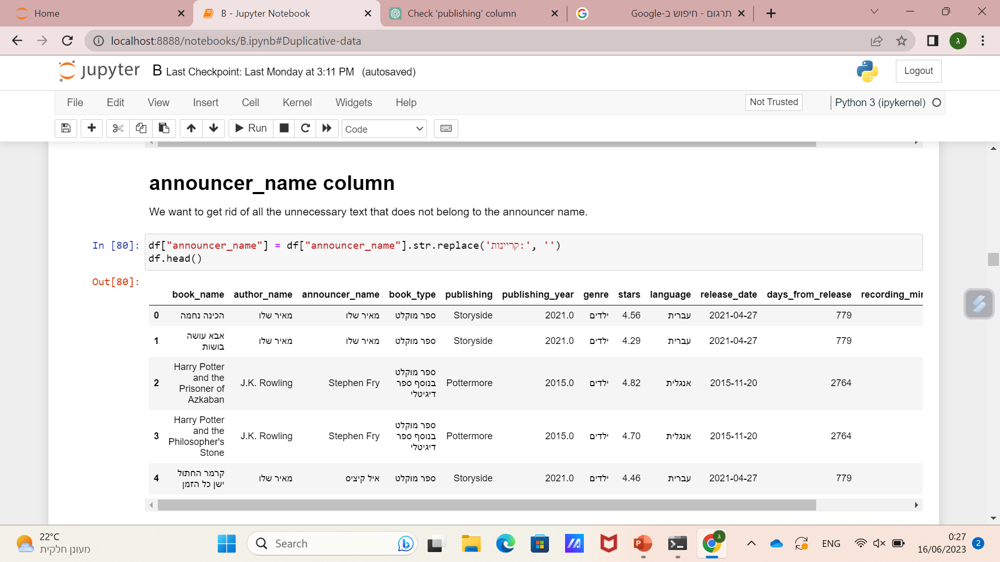 Home
B - Jupyter Notebook
Check 'publishing' column
תרגום - חיפוש ב-Google
localhost:8888/notebooks/B.ipynb#Duplicative-data
ג
jupyter B Last Checkpoint: Last Monday at 3:11 PM (autosaved)
Logout
File Edit View Insert Cell Kernel Widgets Help
Not Trusted
Python 3 (ipykernel)
Run
Code
announcer_name column
We want to get rid of all the unnecessary text that does not belong to the announcer name.
In [80]:
df["announcer_name"] = df["announcer_name"].str.replace('קריינות:', '')
df.head()
Out[80]:
book_name author_name announcer_name book_type publishing publishing_year genre stars language release_date days_from_release recording_min
0 הכינה נחמה מאיר שלו מאיר שלו ספר מוקלט Storyside 2021.0 ילדים 4.56 עברית 2021-04-27 779
1 אבא עושה בושות מאיר שלו מאיר שלו ספר מוקלט Storyside 2021.0 ילדים 4.29 עברית 2021-04-27 779
2 Harry Potter and the Prisoner of Azkaban J.K. Rowling Stephen Fry ספר מוקלט בנוסף ספר דיגיטלי Pottermore 2015.0 ילדים 4.82 אנגלית 2015-11-20 2764
3 Harry Potter and the Philosopher's Stone J.K. Rowling Stephen Fry ספר מוקלט בנוסף ספר דיגיטלי Pottermore 2015.0 ילדים 4.70 אנגלית 2015-11-20 2764
4 קרמר החתול ישן כל הזמן מאיר שלו איל קיציס ספר מוקלט Storyside 2021.0 ילדים 4.46 עברית 2021-04-27 779
22°C
מעונן חלקית
Search
P
ג
ENG
0:27
16/06/2023
2